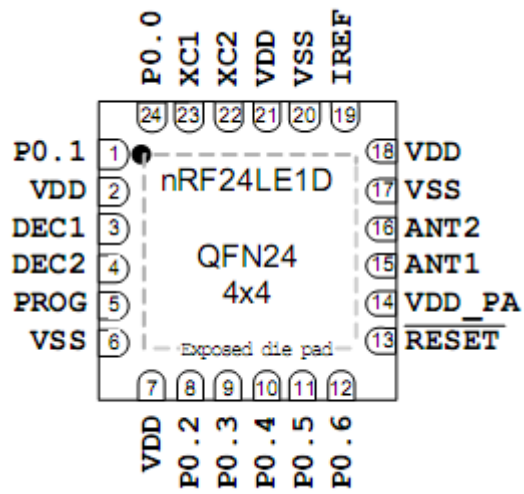 P0.0 XC1 XC2 VDD VSS IREF
24 23 22 21 20 19
P0.1 1 18 VDD
nRF24LE1D
VDD 2 17 VSS
DEC1 3 16 ANT2
QFN24
DEC2 4 15 ANT1
4x4
PROG 5 14 VDD_PA
VSS 6 Exposed die pad 13 RESET
7 8 9 10 11 12
VDD P0.2 P0.3 P0.4 P0.5 P0.6